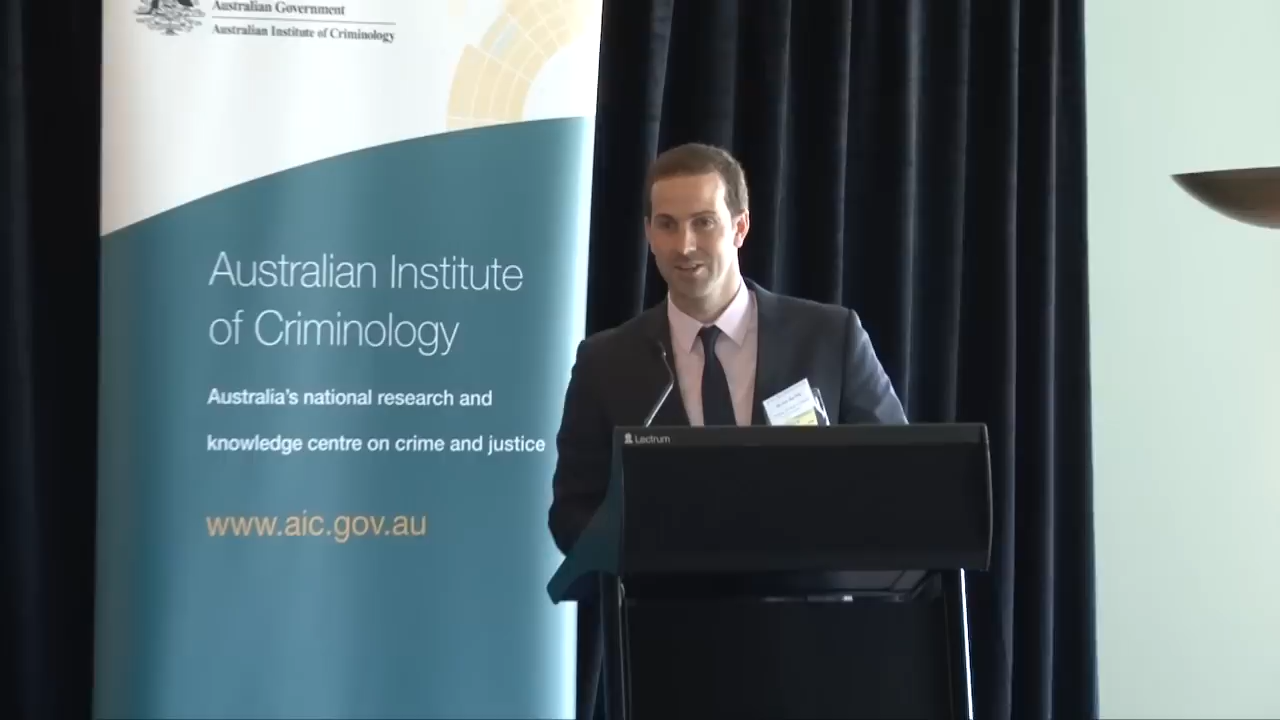 Australian Government
Australian Institute of Criminology
Australian Institute
of Criminology
Australia's national research and
knowledge centre on crime and justice
www.aic.gov.au
Lectrum